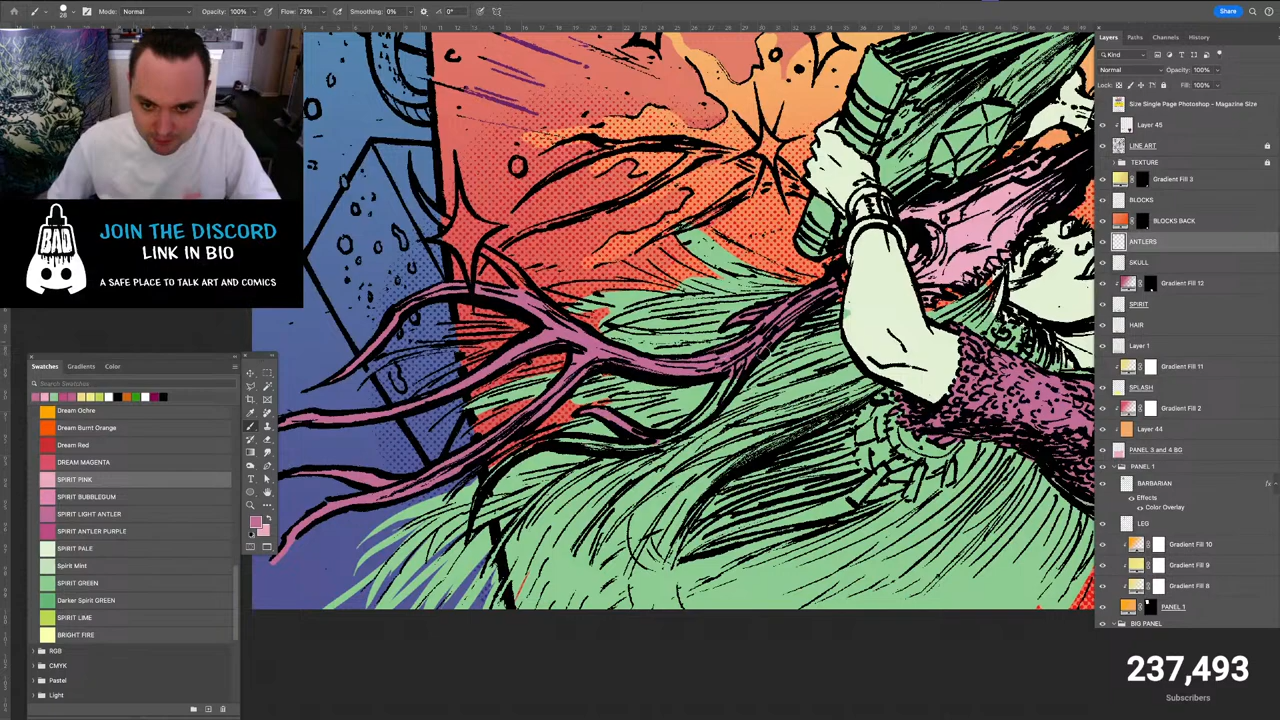 28
Mode: Normal
Opacity: 100%
Flow: 73%
Smoothing: 0%
0°
Share
BAD
JOIN THE DISCORD
LINK IN BIO
A SAFE PLACE TO TALK ART AND COMICS
Swatches
Gradients
Color
Search Swatches
Dream Ochre
Dream Burnt Orange
Dream Red
DREAM MAGENTA
SPIRIT PINK
SPIRIT BUBBLEGUM
SPIRIT LIGHT ANTLER
SPIRIT ANTLER PURPLE
SPIRIT PALE
Spirit Mint
SPIRIT GREEN
Darker Spirit GREEN
SPIRIT LIME
BRIGHT FIRE
RGB
CMYK
Pastel
Light
Layers
Paths
Channels
History
Kind
Normal
Opacity: 100%
Lock:
Fill: 100%
Size Single Page Photoshop - Magazine Size
Layer 45
LINE ART
TEXTURE
Gradient Fill 3
BLOCKS
BLOCKS BACK
ANTLERS
SKULL
Gradient Fill 12
SPIRIT
HAIR
Layer 1
Gradient Fill 11
SPLASH
Gradient Fill 2
Layer 44
PANEL 3 and 4 BG
PANEL 1
BARBARIAN
fx
Effects
Color Overlay
LEG
Gradient Fill 10
Gradient Fill 9
Gradient Fill 8
PANEL 1
BIG PANEL
237,493
Subscribers